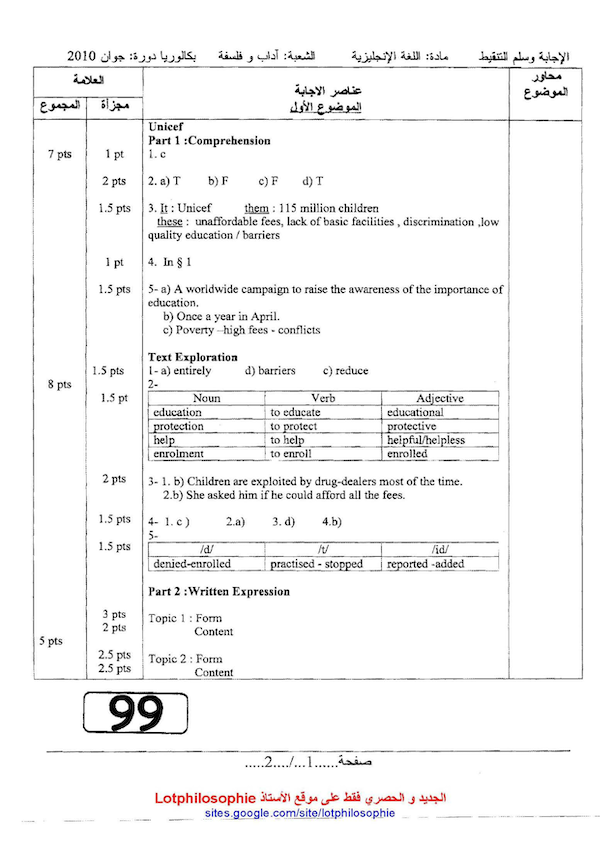 الإجابة وسلم التنقيط    مادة: اللغة الإنجليزية    الشعبة: آداب و فلسفة    بكالوريا دورة: جوان 2010
محاور الموضوع    عناصر الاجابة    العلامة
الموضوع الأول    مجزأة    المجموع
Unicef
Part 1 :Comprehension
7 pts    1 pt    1. c
2 pts    2. a) T    b) F    c) F    d) T
1.5 pts    3. It : Unicef    them : 115 million children
these : unaffordable fees, lack of basic facilities , discrimination ,low
quality education / barriers
1 pt    4. In § 1
1.5 pts    5- a) A worldwide campaign to raise the awareness of the importance of
education.
b) Once a year in April.
c) Poverty –high fees - conflicts
Text Exploration
1.5 pts    1- a) entirely    d) barriers    c) reduce
8 pts    2-
1.5 pt    Noun    Verb    Adjective
education    to educate    educational
protection    to protect    protective
help    to help    helpful/helpless
enrolment    to enroll    enrolled
2 pts    3- 1. b) Children are exploited by drug-dealers most of the time.
2.b) She asked him if he could afford all the fees.
1.5 pts    4- 1. c )    2.a)    3. d)    4.b)
5-
1.5 pts    /d/    /t/    /id/
denied-enrolled    practised - stopped    reported -added
Part 2 :Written Expression
3 pts    Topic 1 : Form
2 pts    Content
5 pts
2.5 pts    Topic 2 : Form
2.5 pts    Content
99
صفحة......1.../...2.....
الجديد و الحصري فقط على موقع الأستاذ Lotphilosophie
sites.google.com/site/lotphilosophie